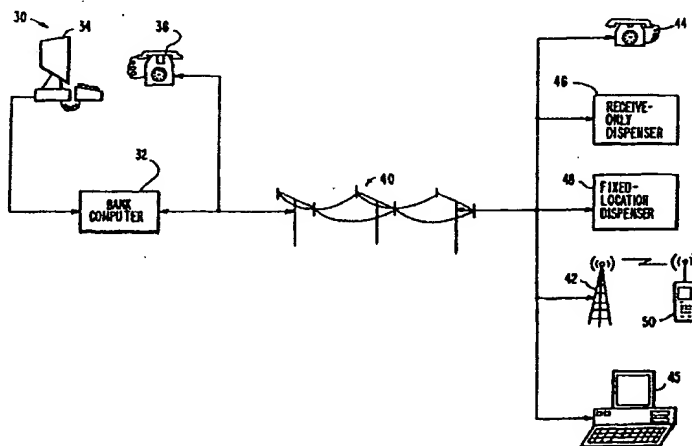 30
34
36
44
46
RECEIVE-
ONLY
DISPENSER
32
BANK
COMPUTER
40
48
FIXED-
LOCATION
DISPENSER
42
50
45